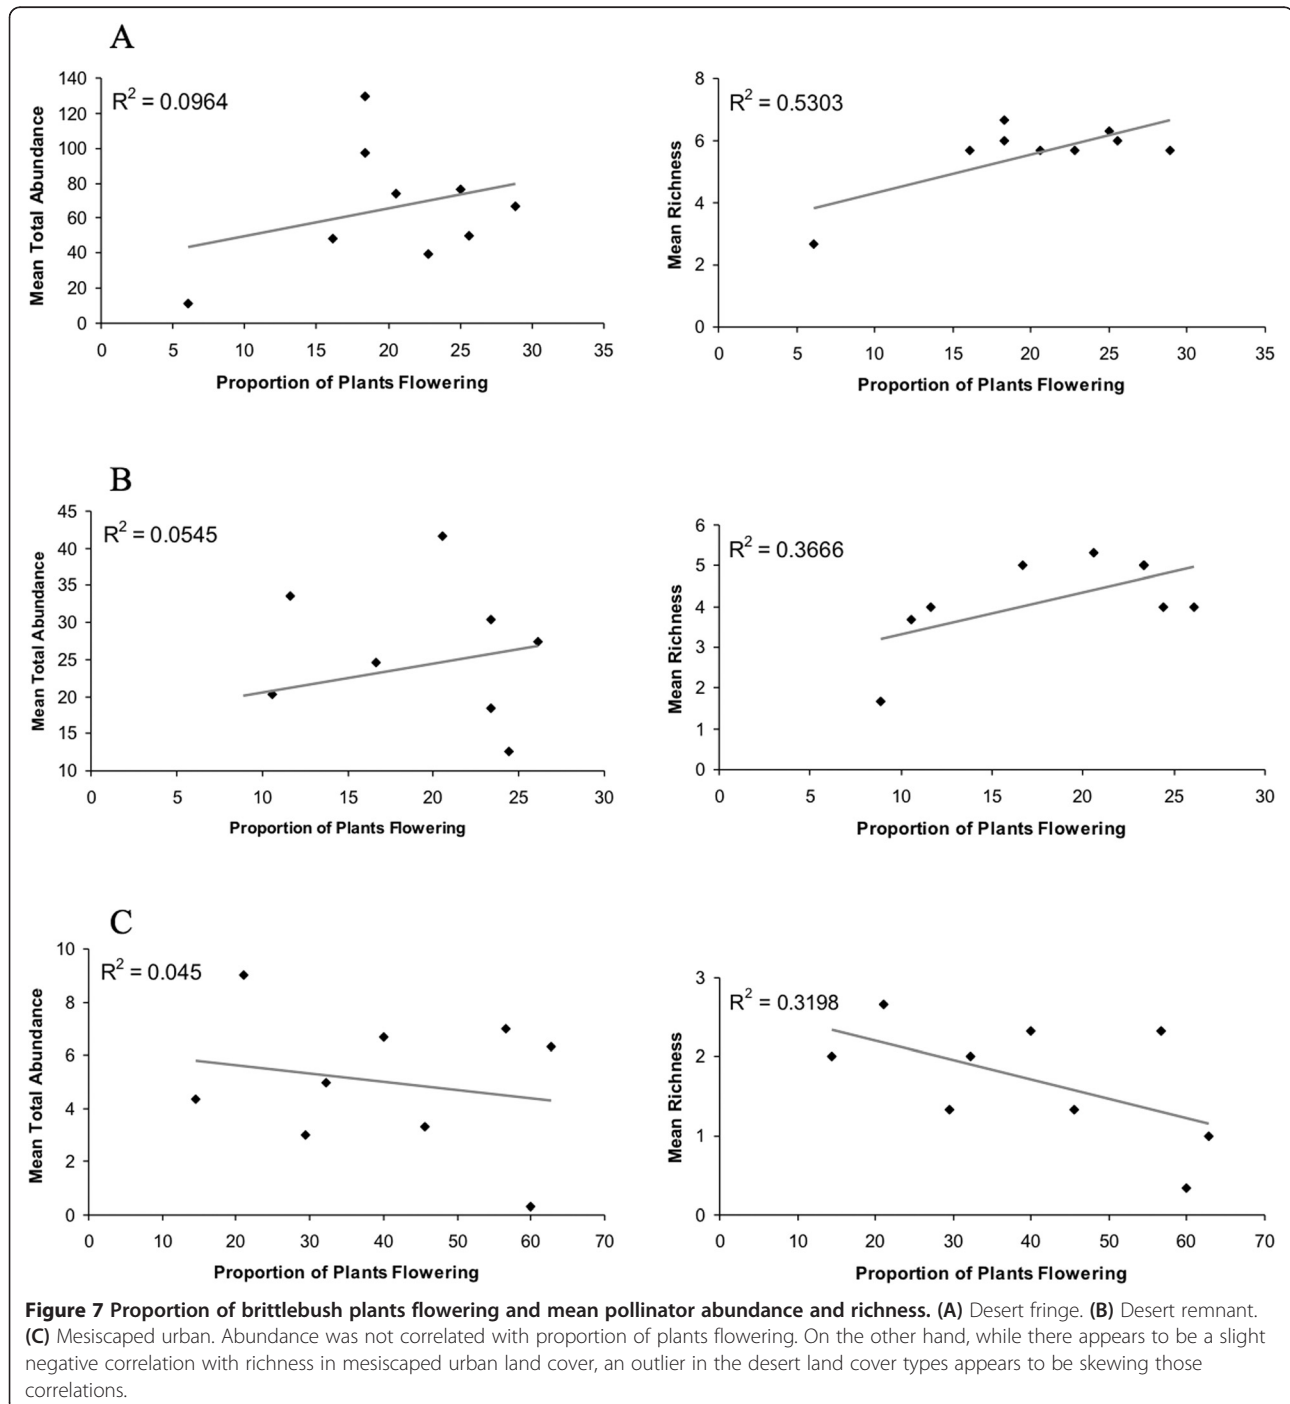 A
R² = 0.0964
Mean Total Abundance
140
120
100
80
60
40
20
0
0 5 10 15 20 25 30 35
Proportion of Plants Flowering
R² = 0.5303
Mean Richness
8
6
4
2
0
0 5 10 15 20 25 30 35
Proportion of Plants Flowering
B
R² = 0.0545
Mean Total Abundance
45
40
35
30
25
20
15
10
0 5 10 15 20 25 30
Proportion of Plants Flowering
R² = 0.3666
Mean Richness
6
5
4
3
2
1
0
0 5 10 15 20 25 30
Proportion of Plants Flowering
C
R² = 0.045
Mean Total Abundance
10
8
6
4
2
0
0 10 20 30 40 50 60 70
Proportion of Plants Flowering
R² = 0.3198
Mean Richness
3
2
1
0
0 10 20 30 40 50 60 70
Proportion of Plants Flowering
Figure 7 Proportion of brittlebush plants flowering and mean pollinator abundance and richness. (A) Desert fringe. (B) Desert remnant.
(C) Mesiscaped urban. Abundance was not correlated with proportion of plants flowering. On the other hand, while there appears to be a slight
negative correlation with richness in mesiscaped urban land cover, an outlier in the desert land cover types appears to be skewing those
correlations.